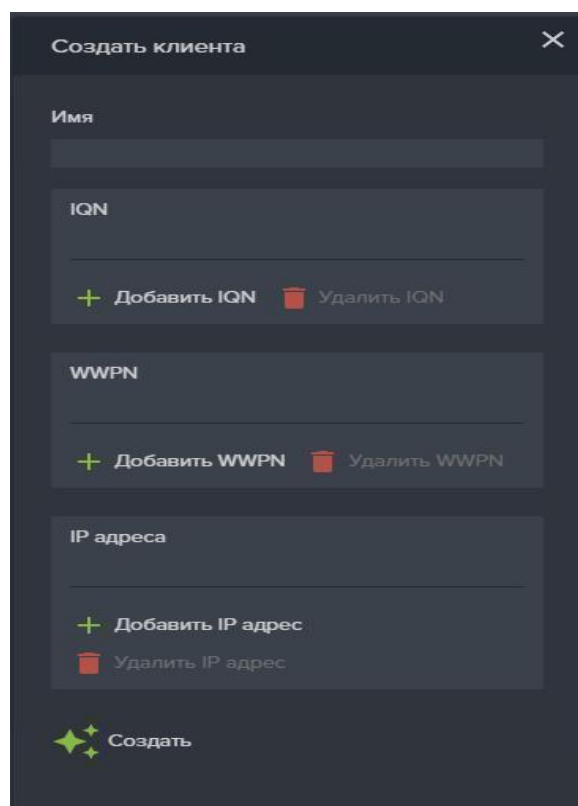 Создать клиента
Имя
IQN
Добавить IQN Удалить IQN
WWPN
Добавить WWPN Удалить WWPN
IP адреса
Добавить IP адрес
Удалить IP адрес
Создать